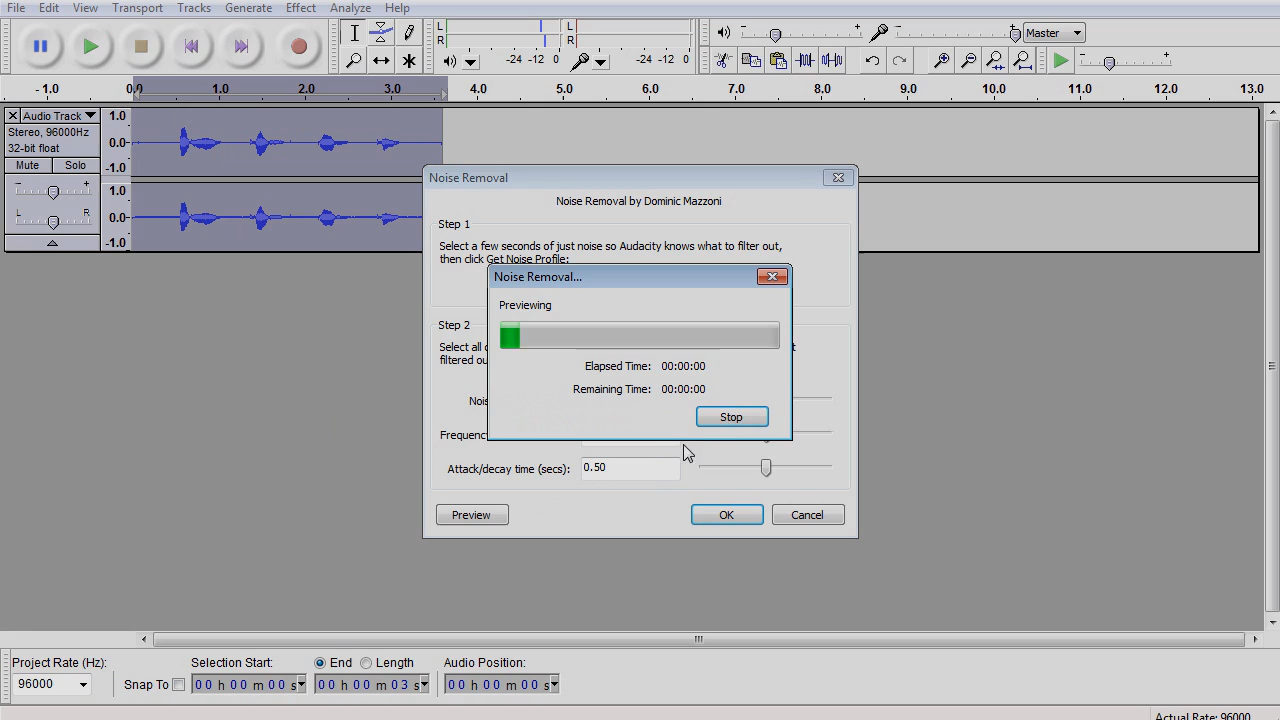 File Edit View Transport Tracks Generate Effect Analyze Help
L
R
-24 -12 0
L
R
-24 -12 0
Master
- 1.0 0.0 1.0 2.0 3.0 4.0 5.0 6.0 7.0 8.0 9.0 10.0 11.0 12.0 13.0
Audio Track
Stereo, 96000Hz
32-bit float
Mute Solo
- +
L R
1.0
0.0
-1.0
1.0
0.0
-1.0
Noise Removal
Noise Removal by Dominic Mazzoni
Step 1
Select a few seconds of just noise so Audacity knows what to filter out,
then click Get Noise Profile:
Noise Removal...
Previewing
Elapsed Time: 00:00:00
Remaining Time: 00:00:00
Stop
Step 2
Select all
filtered ou
Nois
Frequenc
Attack/decay time (secs): 0.50
Preview OK Cancel
Project Rate (Hz):
96000
Snap To
Selection Start:
00 h 00 m 00 s
End Length
00 h 00 m 03 s
Audio Position:
00 h 00 m 00 s
Actual Rate: 96000